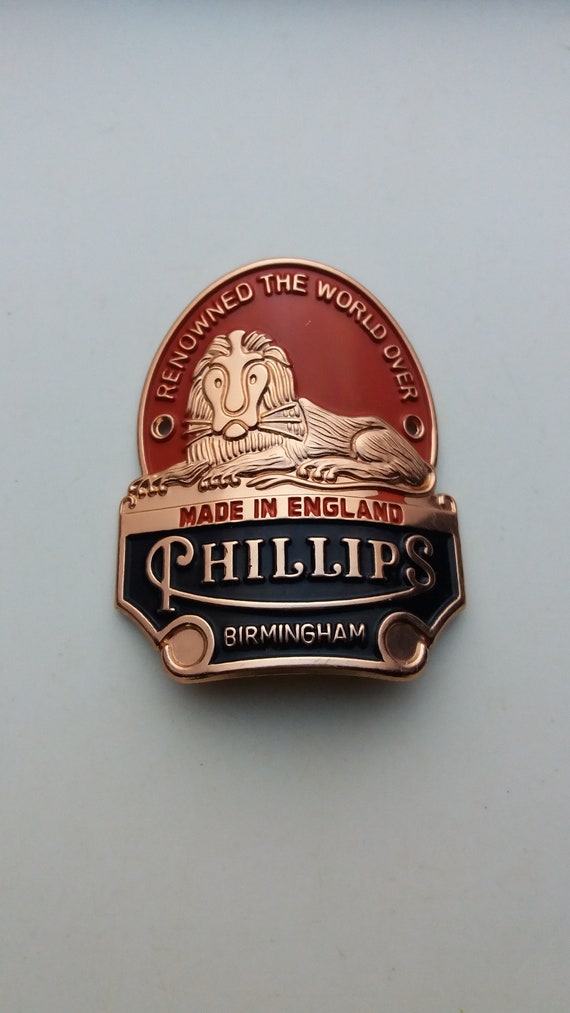 RENOWNED THE WORLD OVER
MADE IN ENGLAND
PHILLIPS
BIRMINGHAM